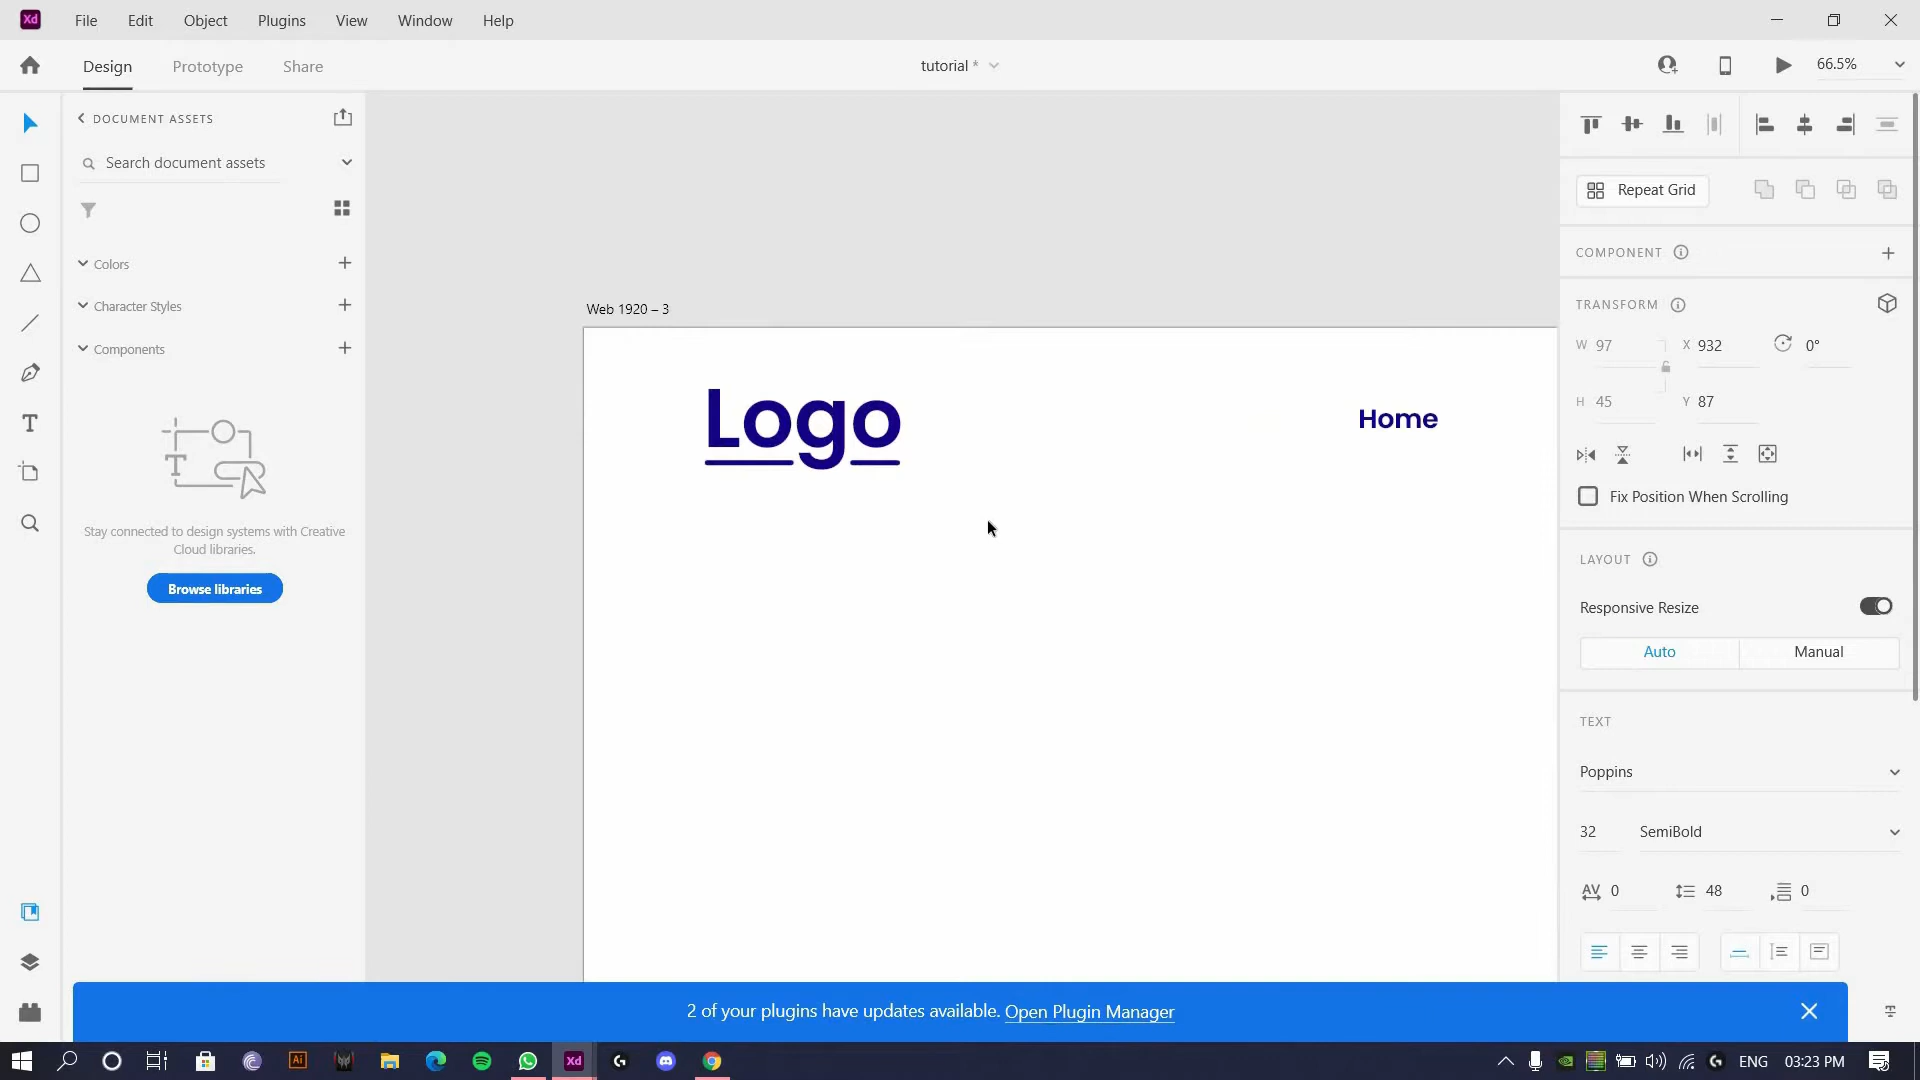 Xd File Edit Object Plugins View Window Help
Design Prototype Share tutorial * 66.5%
DOCUMENT ASSETS
Search document assets
Colors
Character Styles
Components
Stay connected to design systems with Creative
Cloud libraries.
Browse libraries
Web 1920 – 3
Logo
Home
Repeat Grid
COMPONENT
TRANSFORM
W 97 X 932 0°
H 45 Y 87
Fix Position When Scrolling
LAYOUT
Responsive Resize
Auto Manual
TEXT
Poppins
32 SemiBold
AV 0 48 0
2 of your plugins have updates available. Open Plugin Manager
Ai Xd ENG 03:23 PM